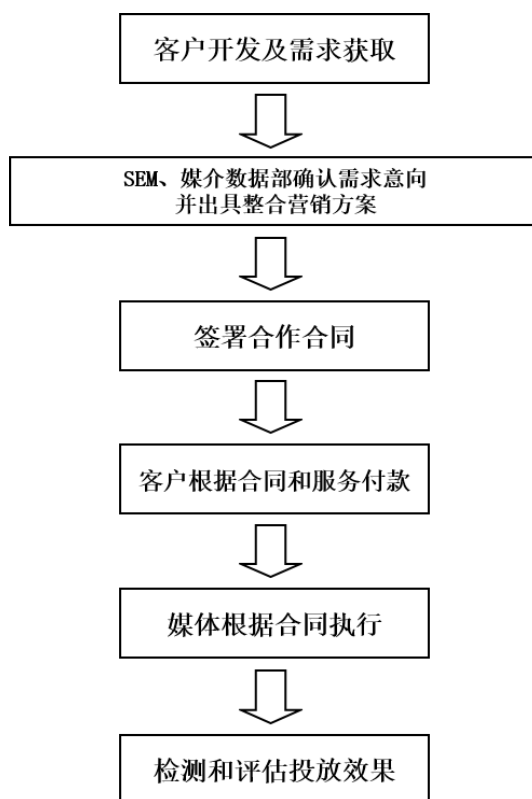 客户开发及需求获取
SEM、媒介数据部确认需求意向
并出具整合营销方案
签署合作合同
客户根据合同和服务付款
媒体根据合同执行
检测和评估投放效果